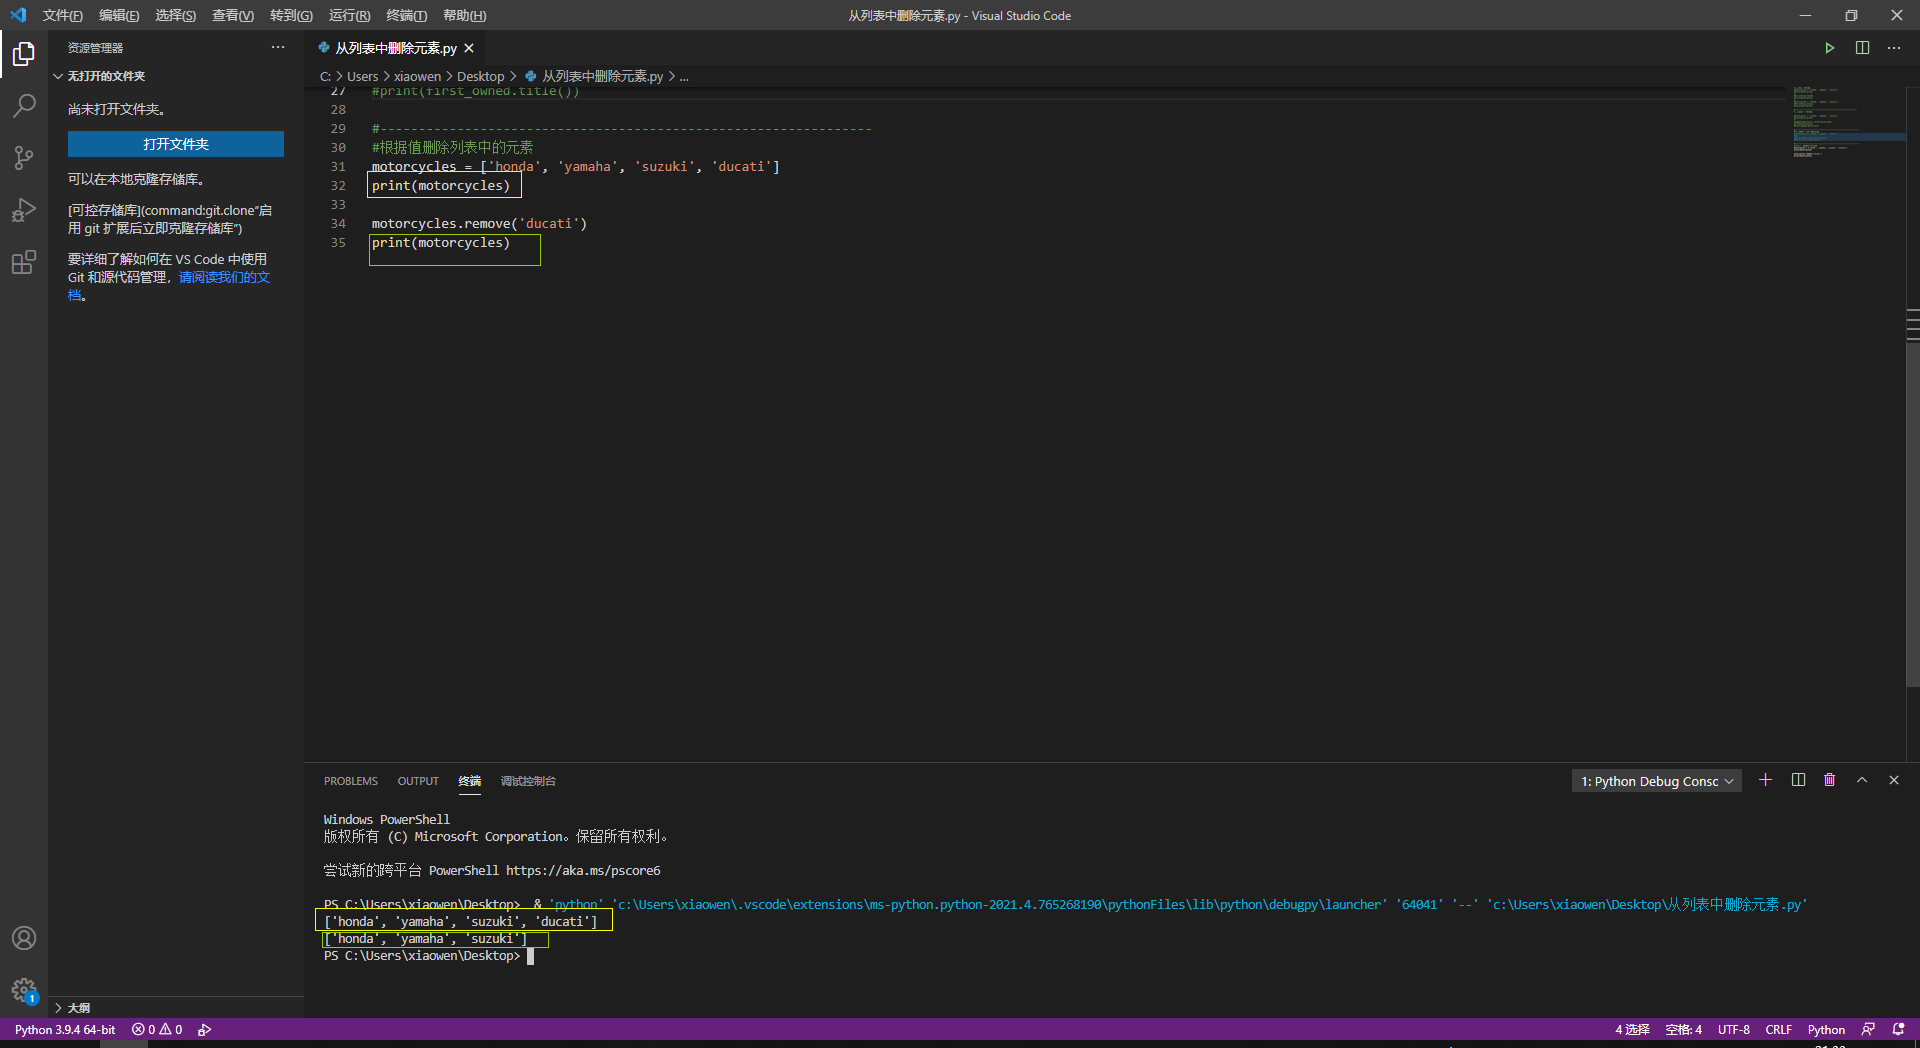 文件(F) 编辑(E) 选择(S) 查看(V) 转到(G) 运行(R) 终端(T) 帮助(H) 从列表中删除元素.py - Visual Studio Code
资源管理器
无打开的文件夹
尚未打开文件夹。
打开文件夹
可以在本地克隆存储库。
[可控存储库](command:git.clone“启
用 git 扩展后立即克隆存储库”)
要详细了解如何在 VS Code 中使用
Git 和源代码管理，请阅读我们的文
档。
大纲
从列表中删除元素.py
C: > Users > xiaowen > Desktop > 从列表中删除元素.py > ...
27 #print(first_owned.title())
28
29 #----------------------------------------------------------------
30 #根据值删除列表中的元素
31 motorcycles = ['honda', 'yamaha', 'suzuki', 'ducati']
32 print(motorcycles)
33
34 motorcycles.remove('ducati')
35 print(motorcycles)
PROBLEMS OUTPUT 终端 调试控制台 1: Python Debug Consc
Windows PowerShell
版权所有 (C) Microsoft Corporation。保留所有权利。
尝试新的跨平台 PowerShell https://aka.ms/pscore6
PS C:\Users\xiaowen\Desktop> & 'python' 'c:\Users\xiaowen\.vscode\extensions\ms-python.python-2021.4.765268190\pythonFiles\lib\python\debugpy\launcher' '64041' '--' 'c:\Users\xiaowen\Desktop\从列表中删除元素.py'
['honda', 'yamaha', 'suzuki', 'ducati']
['honda', 'yamaha', 'suzuki']
PS C:\Users\xiaowen\Desktop>
1
Python 3.9.4 64-bit 0 0 4 选择 空格: 4 UTF-8 CRLF Python